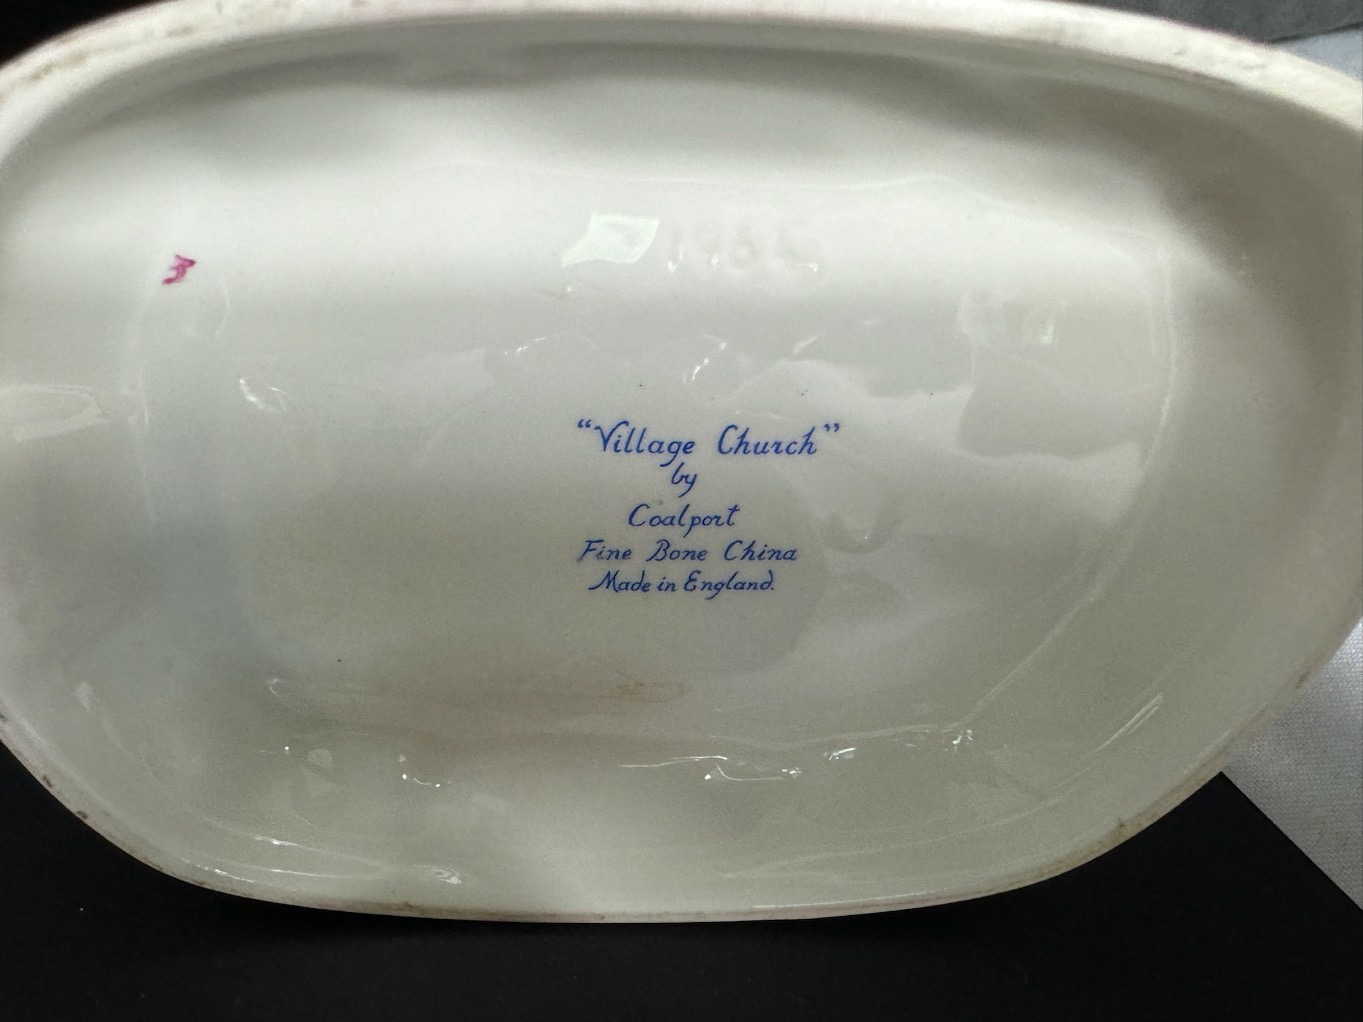 “Village Church”
by
Coalport
Fine Bone China
Made in England.